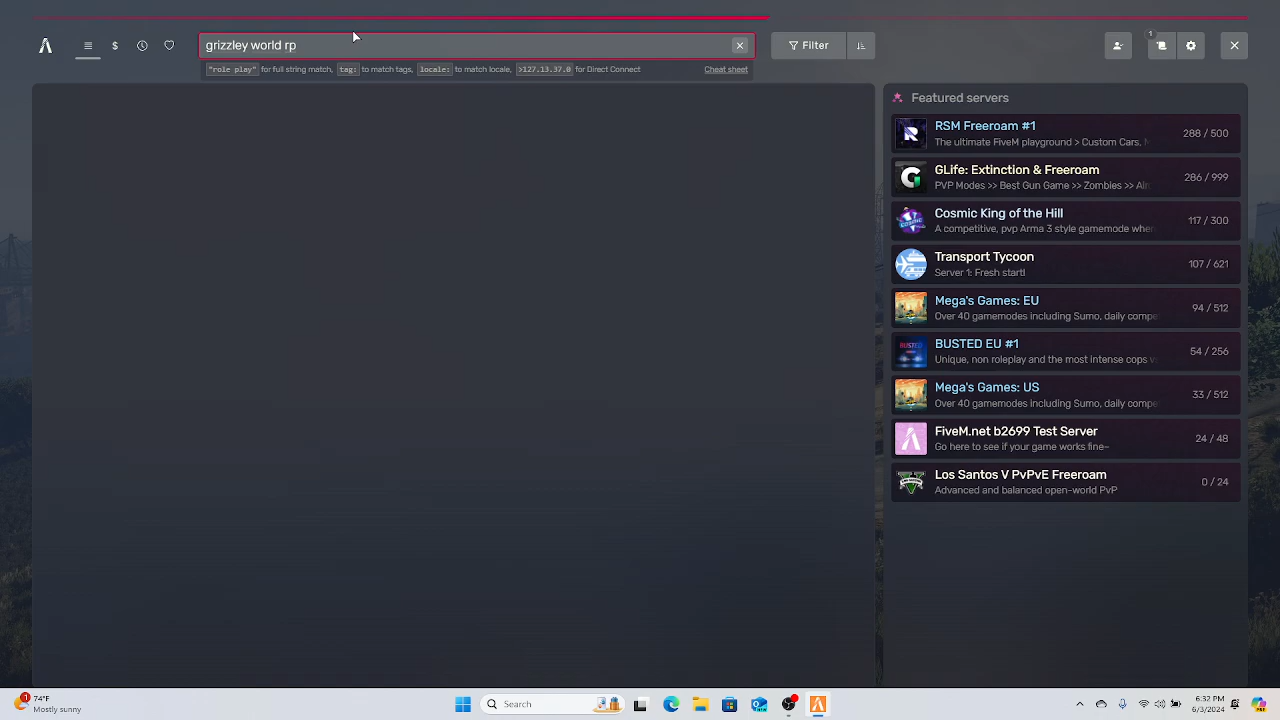 grizzley world rp
Filter
1
"role play" for full string match, tag: to match tags, locale: to match locale, >127.13.37.0 for Direct Connect
Cheat sheet
Featured servers
RSM Freeroam #1
The ultimate FiveM playground > Custom Cars,
288 / 500
GLife: Extinction & Freeroam
PVP Modes >> Best Gun Game >> Zombies >>
286 / 999
Cosmic King of the Hill
A competitive, pvp Arma 3 style gamemode
117 / 300
Transport Tycoon
Server 1: Fresh start!
107 / 621
Mega's Games: EU
Over 40 gamemodes including Sumo, daily compe
94 / 512
BUSTED EU #1
Unique, non roleplay and the most intense cops
54 / 256
Mega's Games: US
Over 40 gamemodes including Sumo, daily compe
33 / 512
FiveM.net b2699 Test Server
Go here to see if your game works fine~
24 / 48
Los Santos V PvPvE Freeroam
Advanced and balanced open-world PvP
0 / 24
1
74°F
Mostly sunny
Search
6:32 PM
6/3/2024